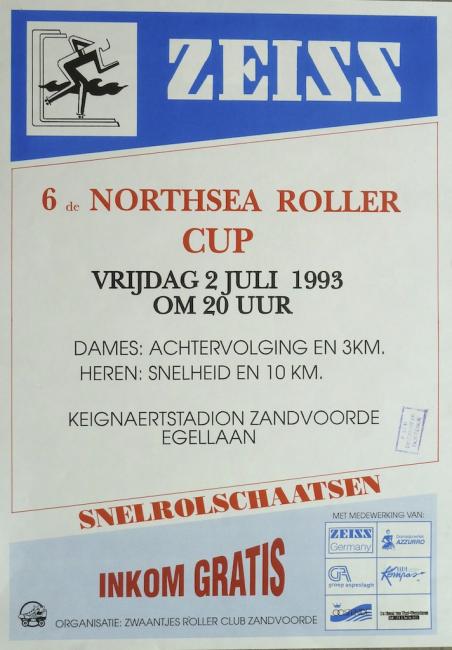 ZEISS
6 de NORTHSEA ROLLER
CUP
VRIJDAG 2 JULI 1993
OM 20 UUR
DAMES: ACHTERVOLGING EN 3KM.
HEREN: SNELHEID EN 10 KM.
KEIGNAERTSTADION ZANDVOORDE
EGELLAAN
SNELROLSCHAATSEN
INKOM GRATIS
ORGANISATIE: ZWAANTJES ROLLER CLUB ZANDVOORDE
MET MEDEWERKING VAN:
ZEISS
Germany
AZZURRO
GA
groep aspeslagh
Kompas